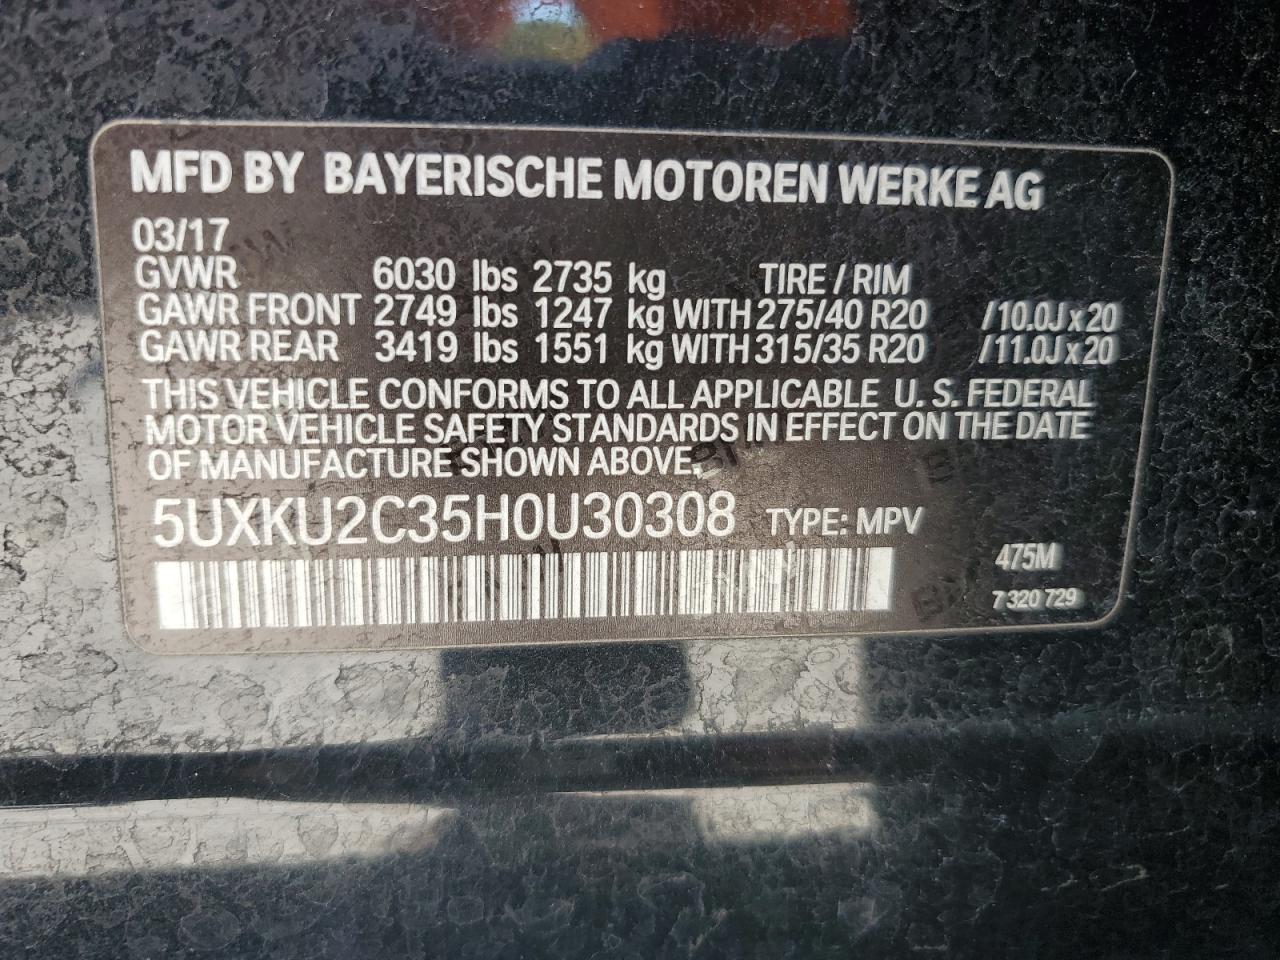 MFD BY BAYERISCHE MOTOREN WERKE AG
03/17
GVWR 6030 lbs 2735 kg TIRE / RIM
GAWR FRONT 2749 lbs 1247 kg WITH 275/40 R20 /10.0J x 20
GAWR REAR 3419 lbs 1551 kg WITH 315/35 R20 /11.0J x 20
THIS VEHICLE CONFORMS TO ALL APPLICABLE U. S. FEDERAL
MOTOR VEHICLE SAFETY STANDARDS IN EFFECT ON THE DATE
OF MANUFACTURE SHOWN ABOVE.
5UXKU2C35H0U30308 TYPE: MPV
475M
7 320 729